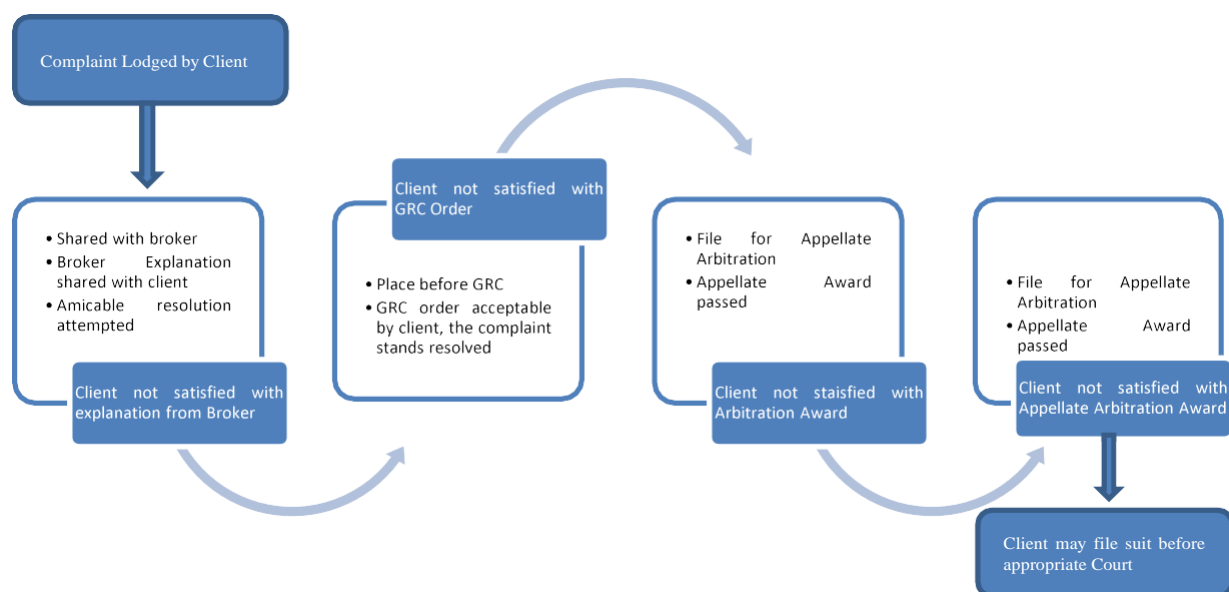 Complaint Lodged by Client
• Shared with broker
• Broker Explanation
shared with client
• Amicable resolution
attempted
Client not satisfied with
explanation from Broker
Client not satisfied with
GRC Order
• Place before GRC
• GRC order acceptable
by client, the complaint
stands resolved
• File for Appellate
Arbitration
• Appellate Award
passed
Client not staisfied with
Arbitration Award
• File for Appellate
Arbitration
• Appellate Award
passed
Client not satisfied with
Appellate Arbitration Award
Client may file suit before
appropriate Court